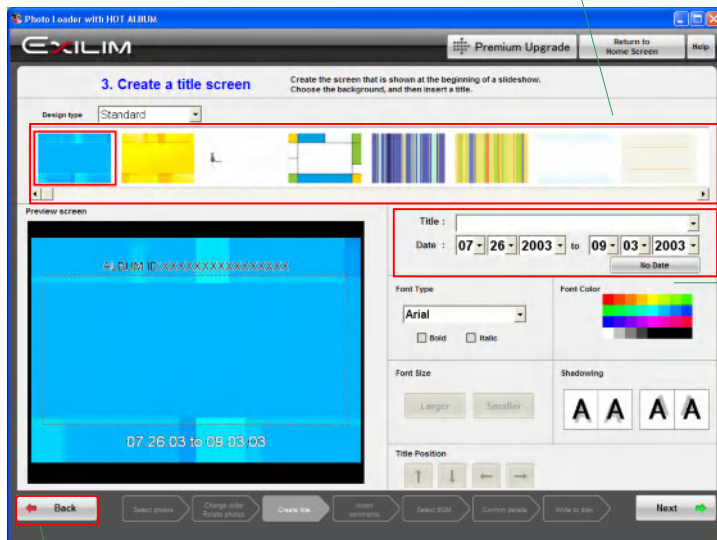 Photo Loader with HOT ALBUM
EXILIM
Premium Upgrade
Return to
Home Screen
Help
3. Create a title screen
Create the screen that is shown at the beginning of a slideshow.
Choose the background, and then insert a title.
Design type
Standard
Preview screen
ALBUM ID:XXXXXXXXXXXXXXXXX
07.26.03 to 09.03.03
Title :
Date : 07 - 26 - 2003 - to 09 - 03 - 2003 -
No Date
Font Type
Arial
Bold Italic
Font Color
Font Size
Larger Smaller
Shadowing
A A A A
Title Position
Back
Select photos
Change order
Rotate photos
Create title
Insert
comments
Select BGM
Confirm details
Write to disk
Next